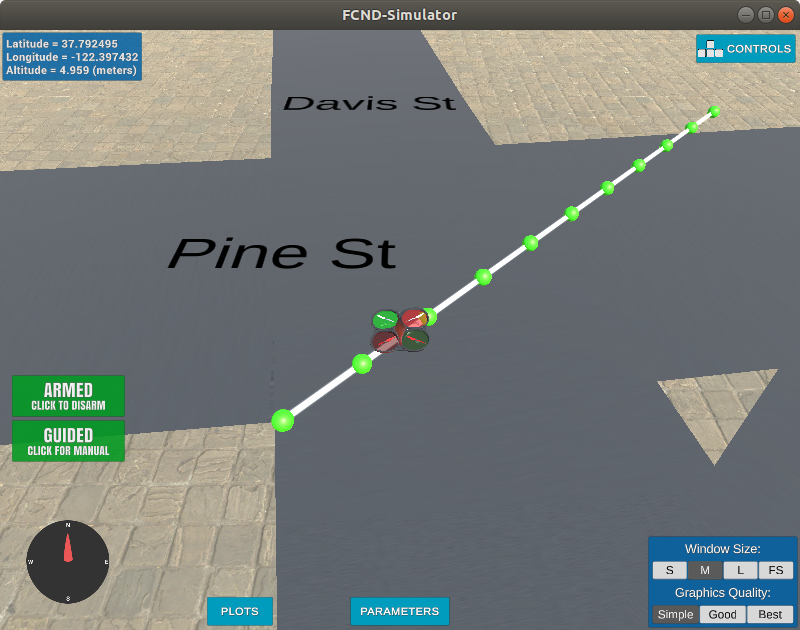 FCND-Simulator
Latitude = 37.792495
Longitude = -122.397432
Altitude = 4.959 (meters)
CONTROLS
Davis St
Pine St
ARMED
CLICK TO DISARM
GUIDED
CLICK FOR MANUAL
N
W E
S
PLOTS
PARAMETERS
Window Size:
S M L FS
Graphics Quality:
Simple Good Best